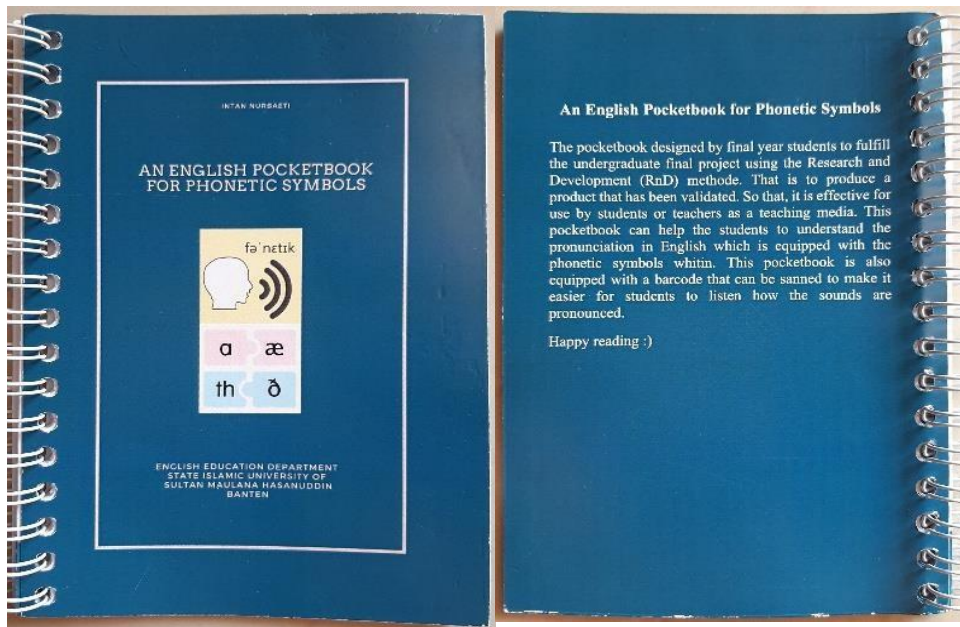 INTAN NURBAETI
AN ENGLISH POCKETBOOK
FOR PHONETIC SYMBOLS
fəˈnɛtɪk
ɑ æ
th ð
ENGLISH EDUCATION DEPARTMENT
STATE ISLAMIC UNIVERSITY OF
SULTAN MAULANA HASANUDDIN
BANTEN
An English Pocketbook for Phonetic Symbols
The pocketbook designed by final year students to fulfill
the undergraduate final project using the Research and
Development (RnD) methode. That is to produce a
product that has been validated. So that, it is effective for
use by students or teachers as a teaching media. This
pocketbook can help the students to understand the
pronunciation in English which is equipped with the
phonetic symbols whitin. This pocketbook is also
equipped with a barcode that can be sanned to make it
easier for students to listen how the sounds are
pronounced.
Happy reading :)